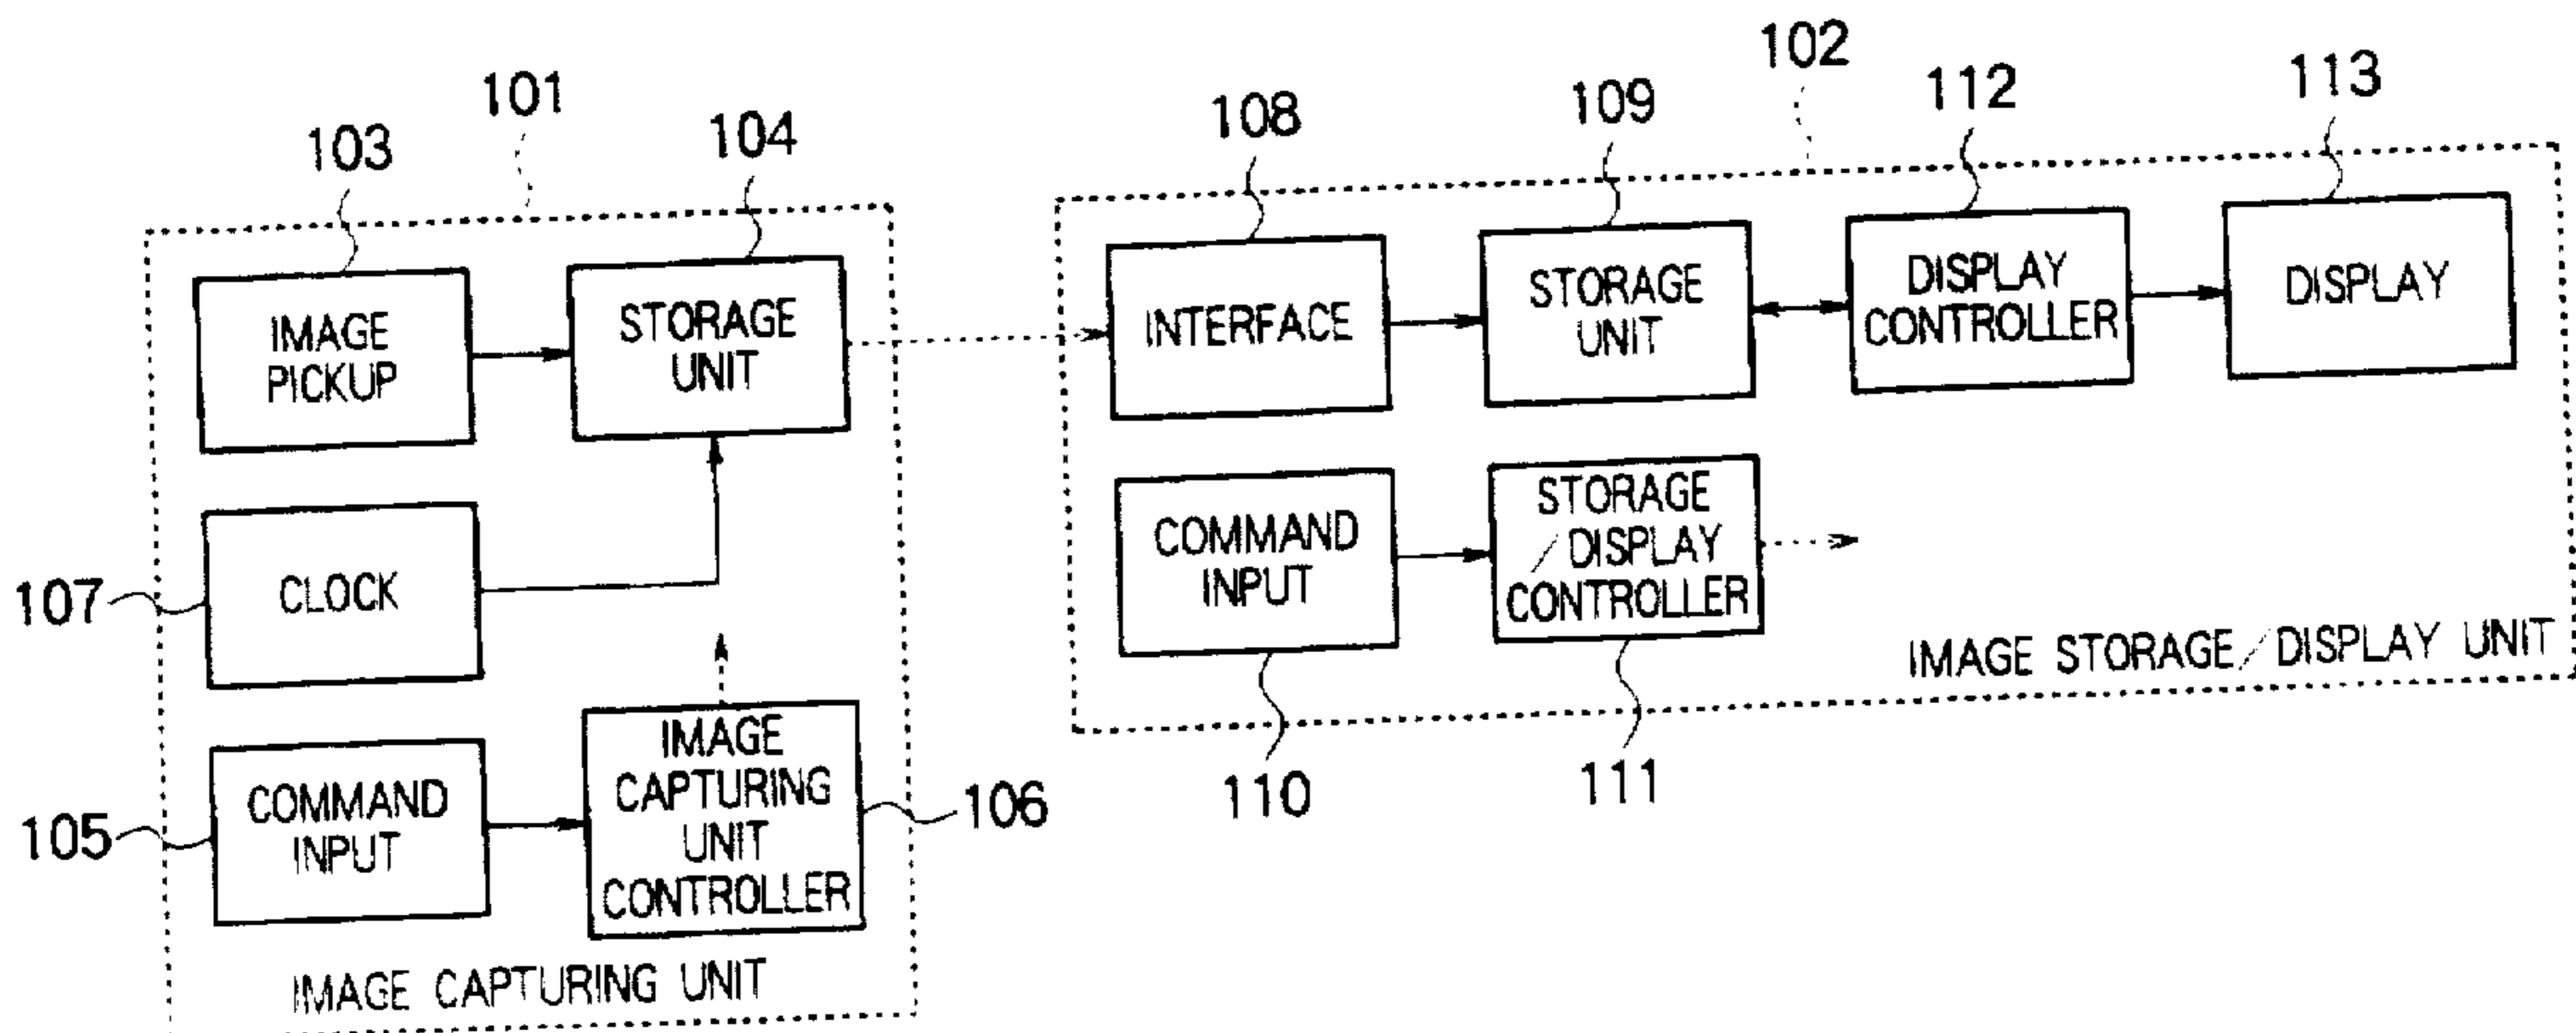 101
103
104
IMAGE
PICKUP
STORAGE
UNIT
107
CLOCK
105
COMMAND
INPUT
IMAGE
CAPTURING
UNIT
CONTROLLER
106
IMAGE CAPTURING UNIT
102
108
109
112
113
INTERFACE
STORAGE
UNIT
DISPLAY
CONTROLLER
DISPLAY
COMMAND
INPUT
STORAGE
/DISPLAY
CONTROLLER
110
111
IMAGE STORAGE/DISPLAY UNIT